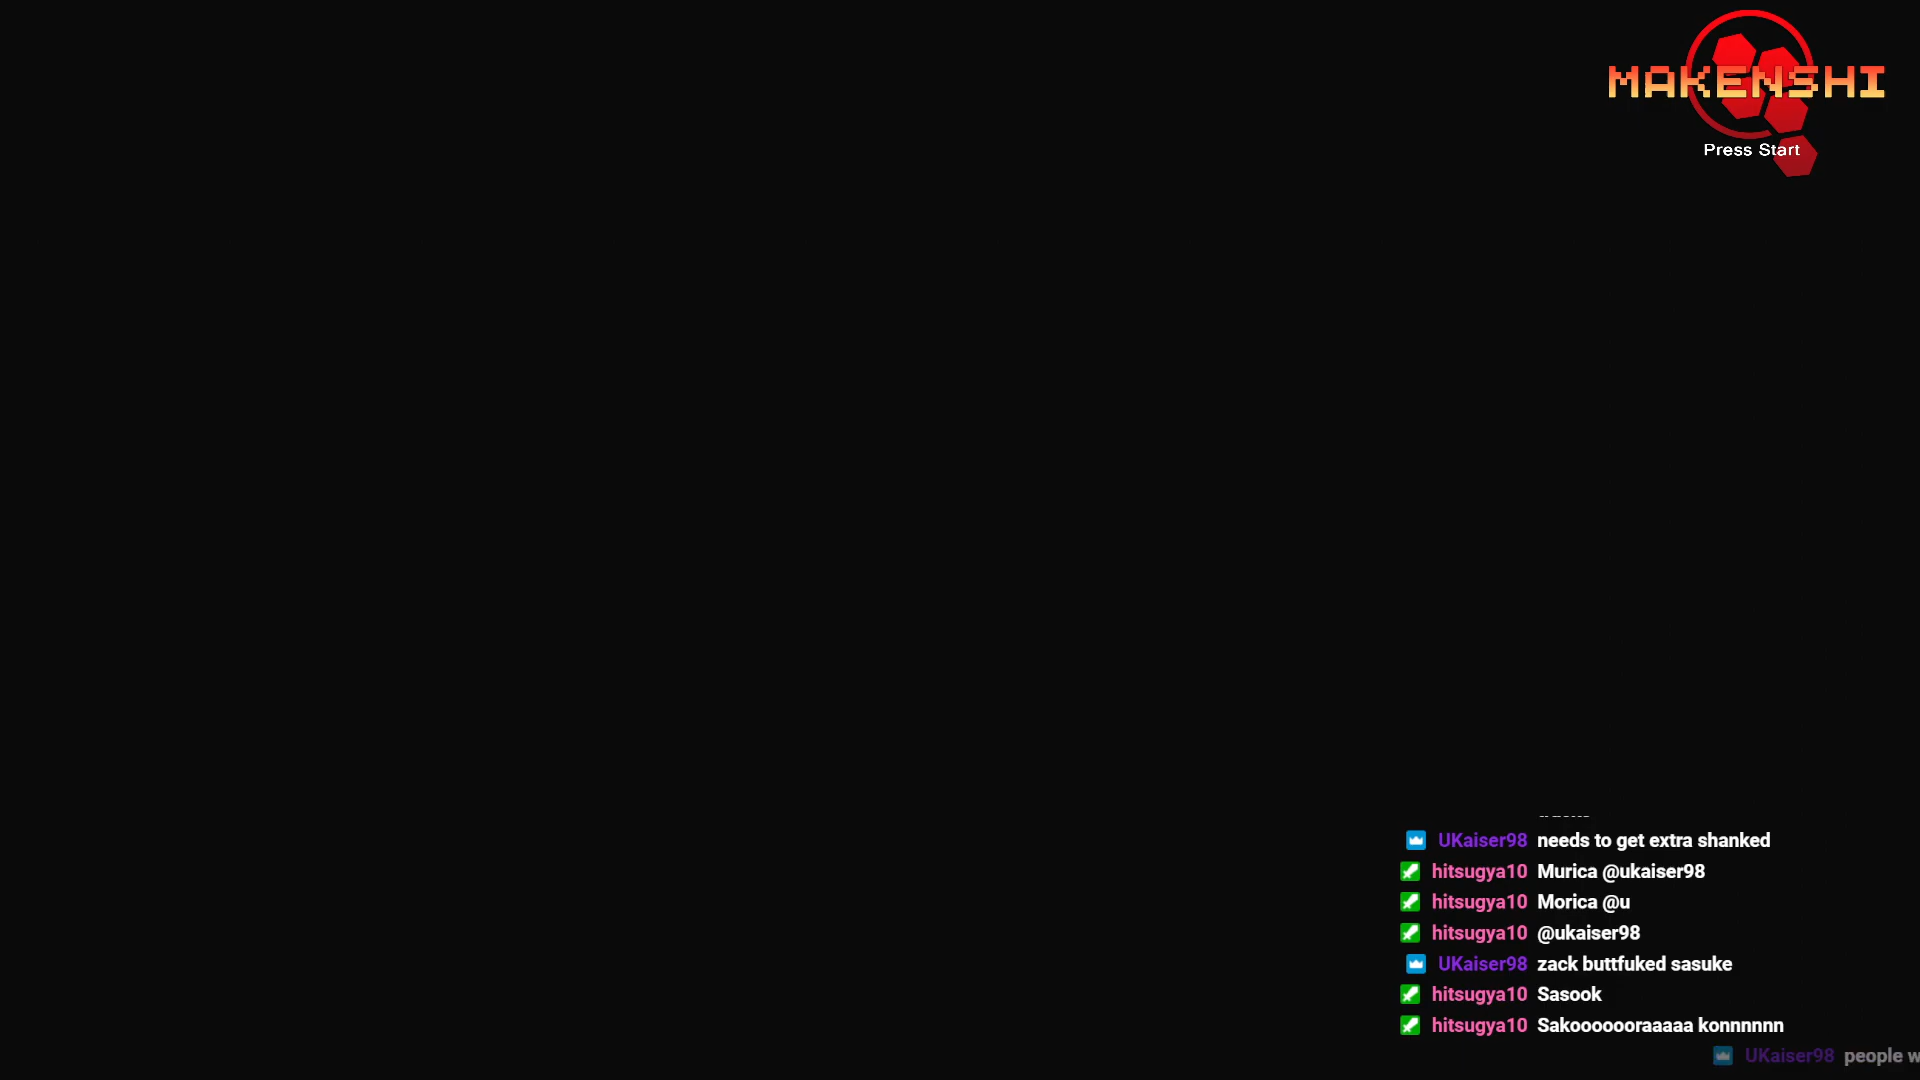 MAKENSHI
Press Start
UKaiser98 needs to get extra shanked
hitsugya10 Murica @ukaiser98
hitsugya10 Morica @u
hitsugya10 @ukaiser98
UKaiser98 zack buttfuked sasuke
hitsugya10 Sasook
hitsugya10 Sakooooooraaaaa konnnnnn
UKaiser98 people w